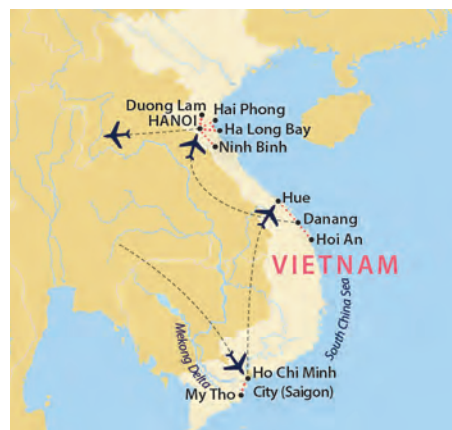 Duong Lam
Hai Phong
HANOI
Ha Long Bay
Ninh Binh
Hue
Danang
Hoi An
VIETNAM
South China Sea
Mekong Delta
Ho Chi Minh
City (Saigon)
My Tho